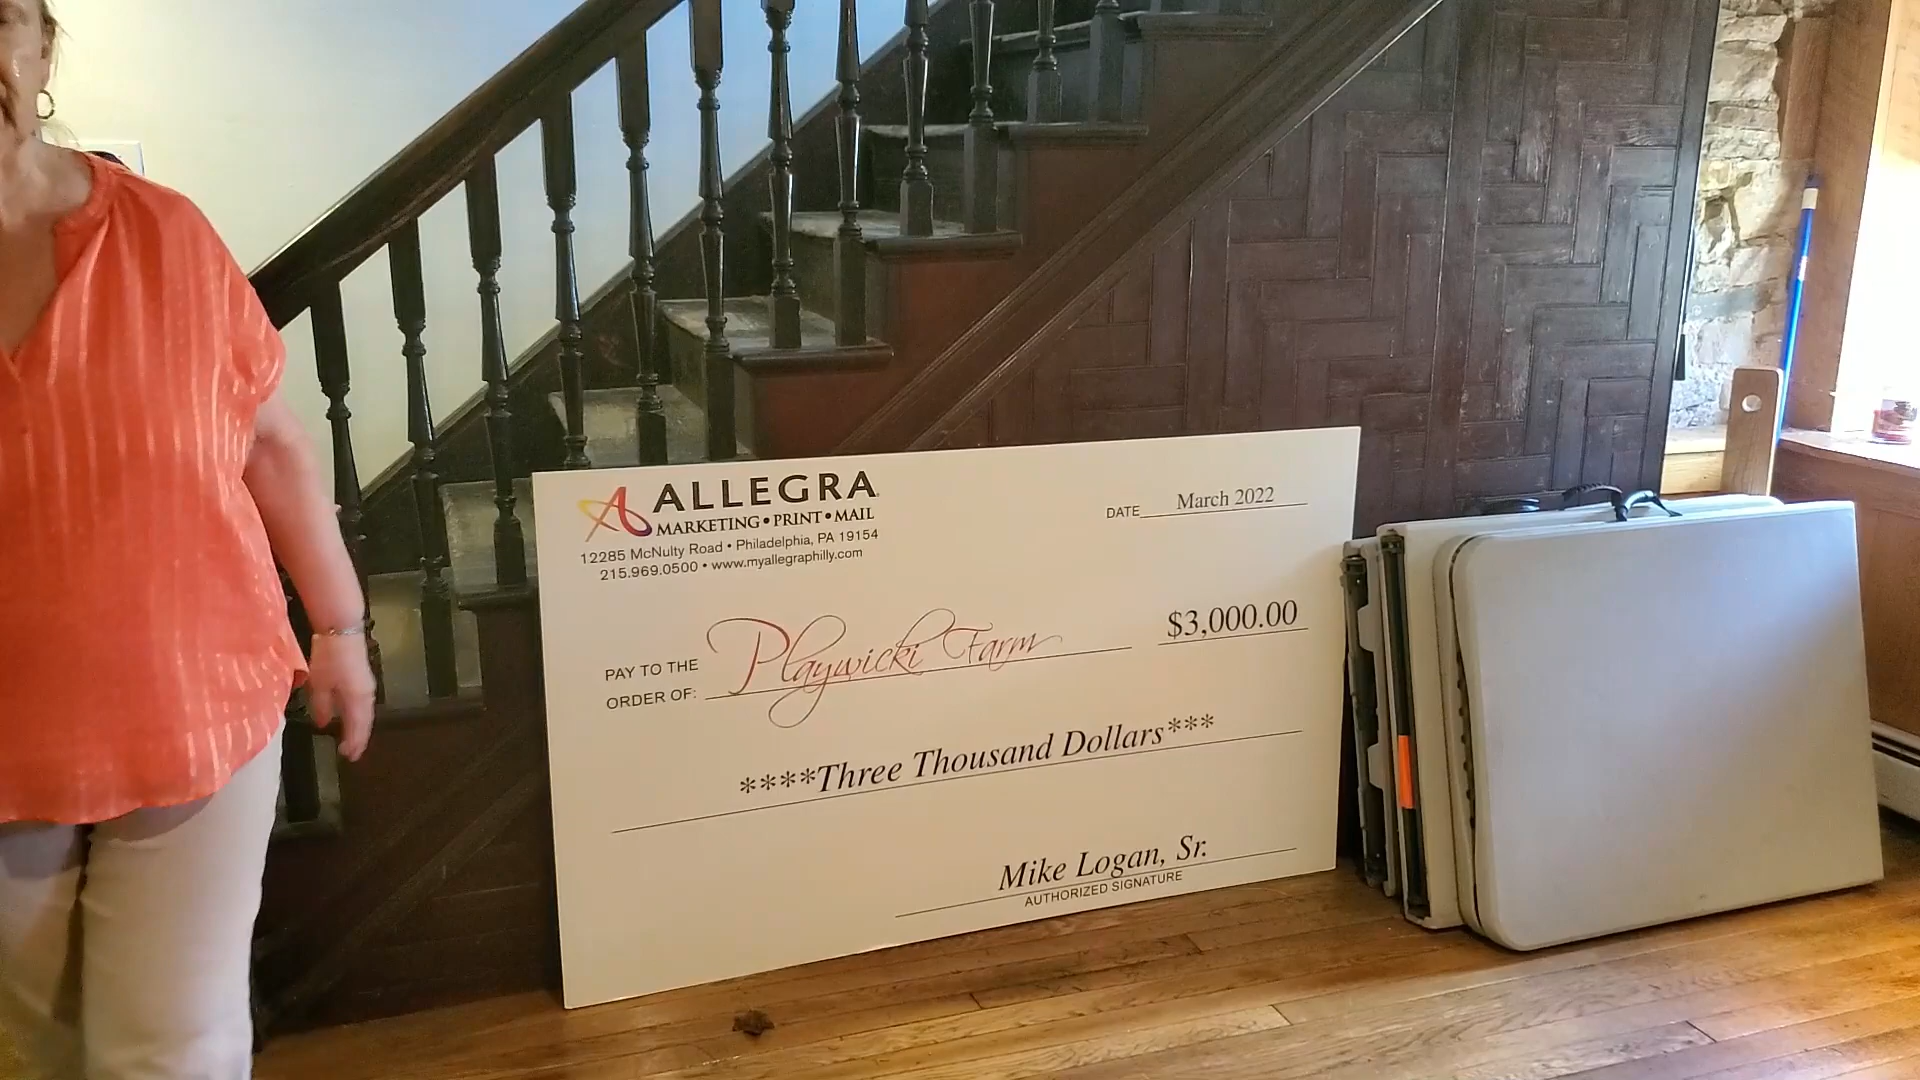 ALLEGRA
MARKETING • PRINT • MAIL
12285 McNulty Road • Philadelphia, PA 19154
215.969.0500 • www.myallegraphilly.com
DATE March 2022
PAY TO THE
ORDER OF: Playwicki Farm $3,000.00
****Three Thousand Dollars***
Mike Logan, Sr.
AUTHORIZED SIGNATURE